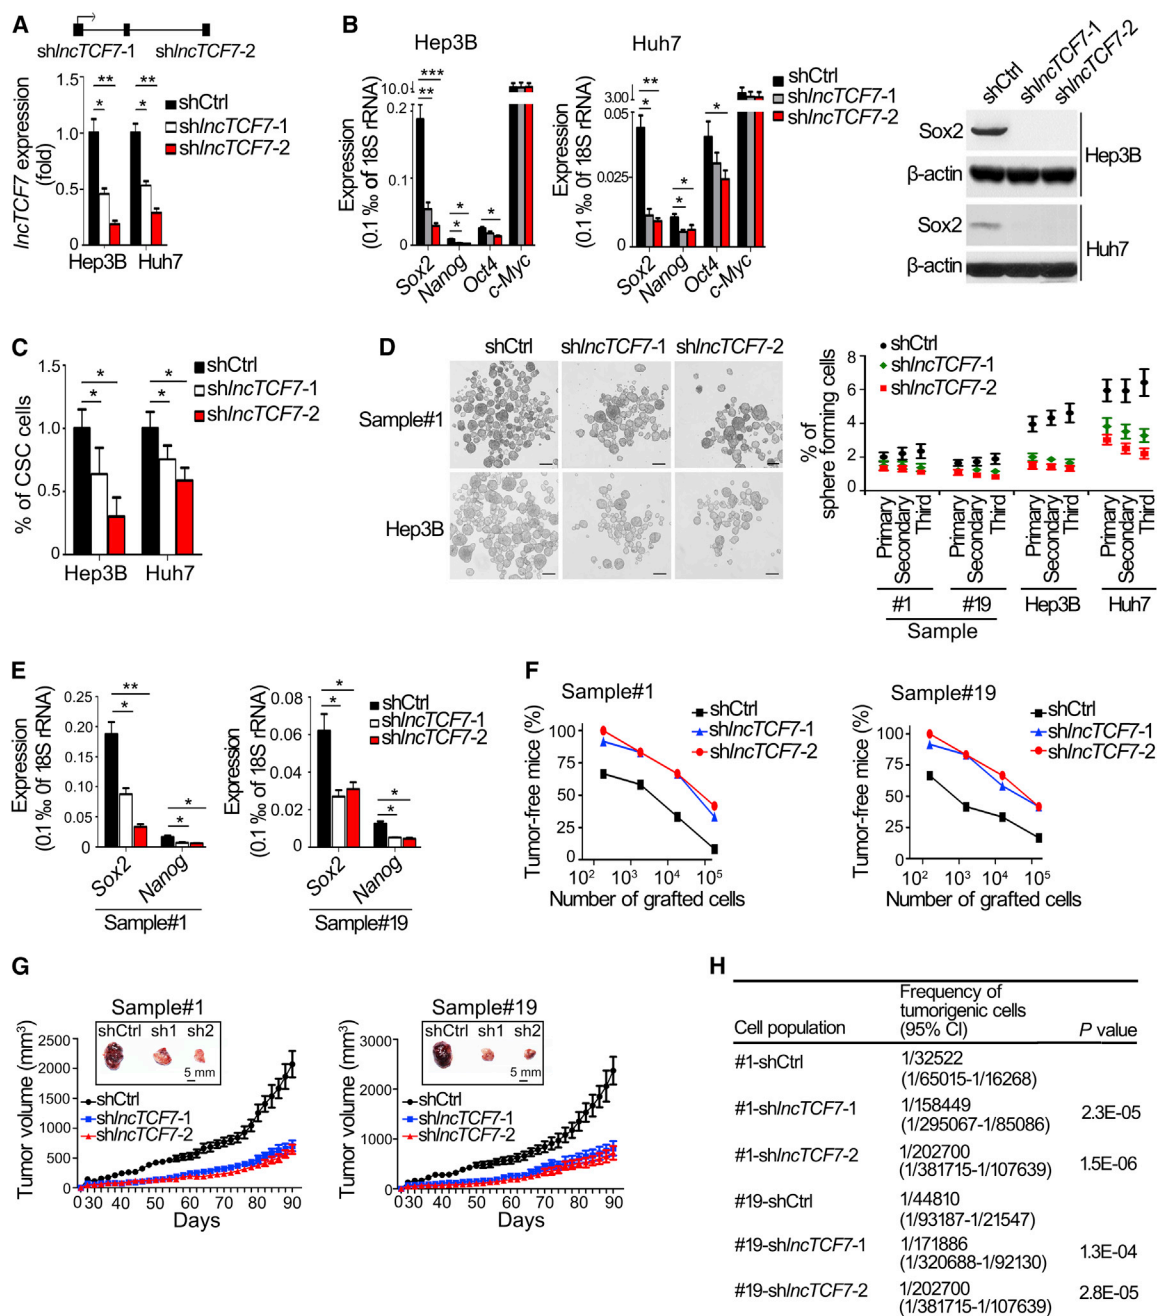 A
shlncTCF7-1 shlncTCF7-2
lncTCF7 expression
(fold)
1.5
1.0
0.5
0
** **
* *
shCtrl
shlncTCF7-1
shlncTCF7-2
Hep3B Huh7
B
Hep3B
Expression
(0.1 ‰ 0f 18S rRNA)
10.0
0.2
0.1
0
***
**
*
*
*
Sox2 Nanog Oct4 c-Myc
Huh7
Expression
(0.1 ‰ of 18S rRNA)
3.00
0.05
0.025
0
**
*
*
*
*
shCtrl
shlncTCF7-1
shlncTCF7-2
Sox2 Nanog Oct4 c-Myc
shCtrl shlncTCF7-1 shlncTCF7-2
Sox2
β-actin
Hep3B
Sox2
β-actin
Huh7
C
% of CSC cells
1.5
1.0
0.5
0
* *
* *
shCtrl
shlncTCF7-1
shlncTCF7-2
Hep3B Huh7
D
shCtrl shlncTCF7-1 shlncTCF7-2
Sample#1
Hep3B
% of
sphere forming cells
8
6
4
2
0
shCtrl
shlncTCF7-1
shlncTCF7-2
Primary Secondary Third Primary Secondary Third Primary Secondary Third Primary Secondary Third
#1 #19 Hep3B Huh7
Sample
E
Expression
(0.1 ‰ 0f 18S rRNA)
0.25
0.20
0.15
0.10
0.05
0
**
*
*
*
Sox2 Nanog
Sample#1
Expression
(0.1 ‰ of 18S rRNA)
0.08
0.06
0.04
0.02
0
*
*
*
*
shCtrl
shlncTCF7-1
shlncTCF7-2
Sox2 Nanog
Sample#19
F
Sample#1
Tumor-free mice (%)
100
75
50
25
0
shCtrl
shlncTCF7-1
shlncTCF7-2
10² 10³ 10⁴ 10⁵
Number of grafted cells
Sample#19
Tumor-free mice (%)
100
75
50
25
0
shCtrl
shlncTCF7-1
shlncTCF7-2
10² 10³ 10⁴ 10⁵
Number of grafted cells
G
Sample#1
Tumor volume (mm³)
2500
2000
1500
1000
500
0
shCtrl sh1 sh2
5 mm
shCtrl
shlncTCF7-1
shlncTCF7-2
0 30 40 50 60 70 80 90
Days
Sample#19
Tumor volume (mm³)
3000
2000
1000
0
shCtrl sh1 sh2
5 mm
shCtrl
shlncTCF7-1
shlncTCF7-2
0 30 40 50 60 70 80 90
Days
H
Cell population Frequency of tumorigenic cells (95% CI) P value
#1-shCtrl 1/32522
(1/65015-1/16268)
#1-shlncTCF7-1 1/158449 2.3E-05
(1/295067-1/85086)
#1-shlncTCF7-2 1/202700 1.5E-06
(1/381715-1/107639)
#19-shCtrl 1/44810
(1/93187-1/21547)
#19-shlncTCF7-1 1/171886 1.3E-04
(1/320688-1/92130)
#19-shlncTCF7-2 1/202700 2.8E-05
(1/381715-1/107639)